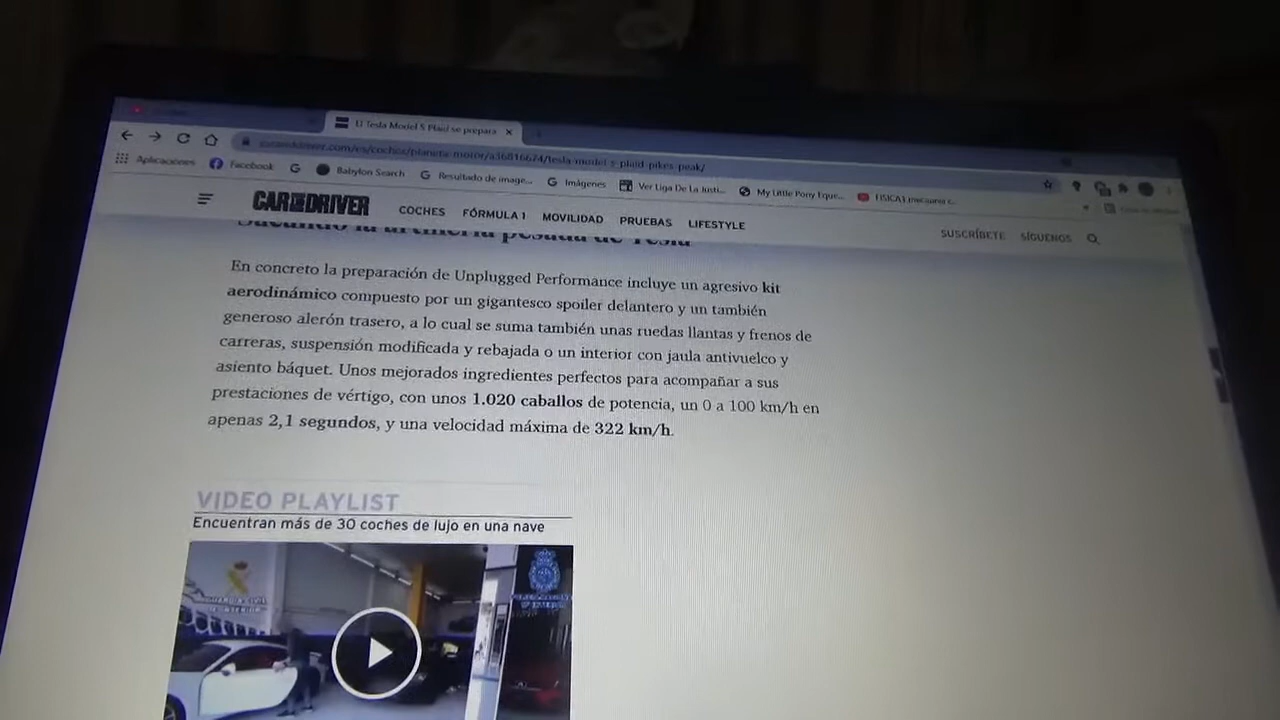 El Tesla Model S Plaid se prepara
caranddriver.com/es/coches/planeta-motor/a36816674/tesla-model-s-plaid-pikes-peak/
Aplicaciones Facebook Babylon Search Resultado de image... Imágenes Ver Liga De La Justi... My Little Pony Eque...
CAR AND DRIVER COCHES FÓRMULA 1 MOVILIDAD PRUEBAS LIFESTYLE SUSCRÍBETE SÍGUENOS
Sacando la artillería pesada de Tesla
En concreto la preparación de Unplugged Performance incluye un agresivo kit
aerodinámico compuesto por un gigantesco spoiler delantero y un también
generoso alerón trasero, a lo cual se suma también unas ruedas llantas y frenos de
carreras, suspensión modificada y rebajada o un interior con jaula antivuelco y
asiento báquet. Unos mejorados ingredientes perfectos para acompañar a sus
prestaciones de vértigo, con unos 1.020 caballos de potencia, un 0 a 100 km/h en
apenas 2,1 segundos, y una velocidad máxima de 322 km/h.
VIDEO PLAYLIST
Encuentran más de 30 coches de lujo en una nave